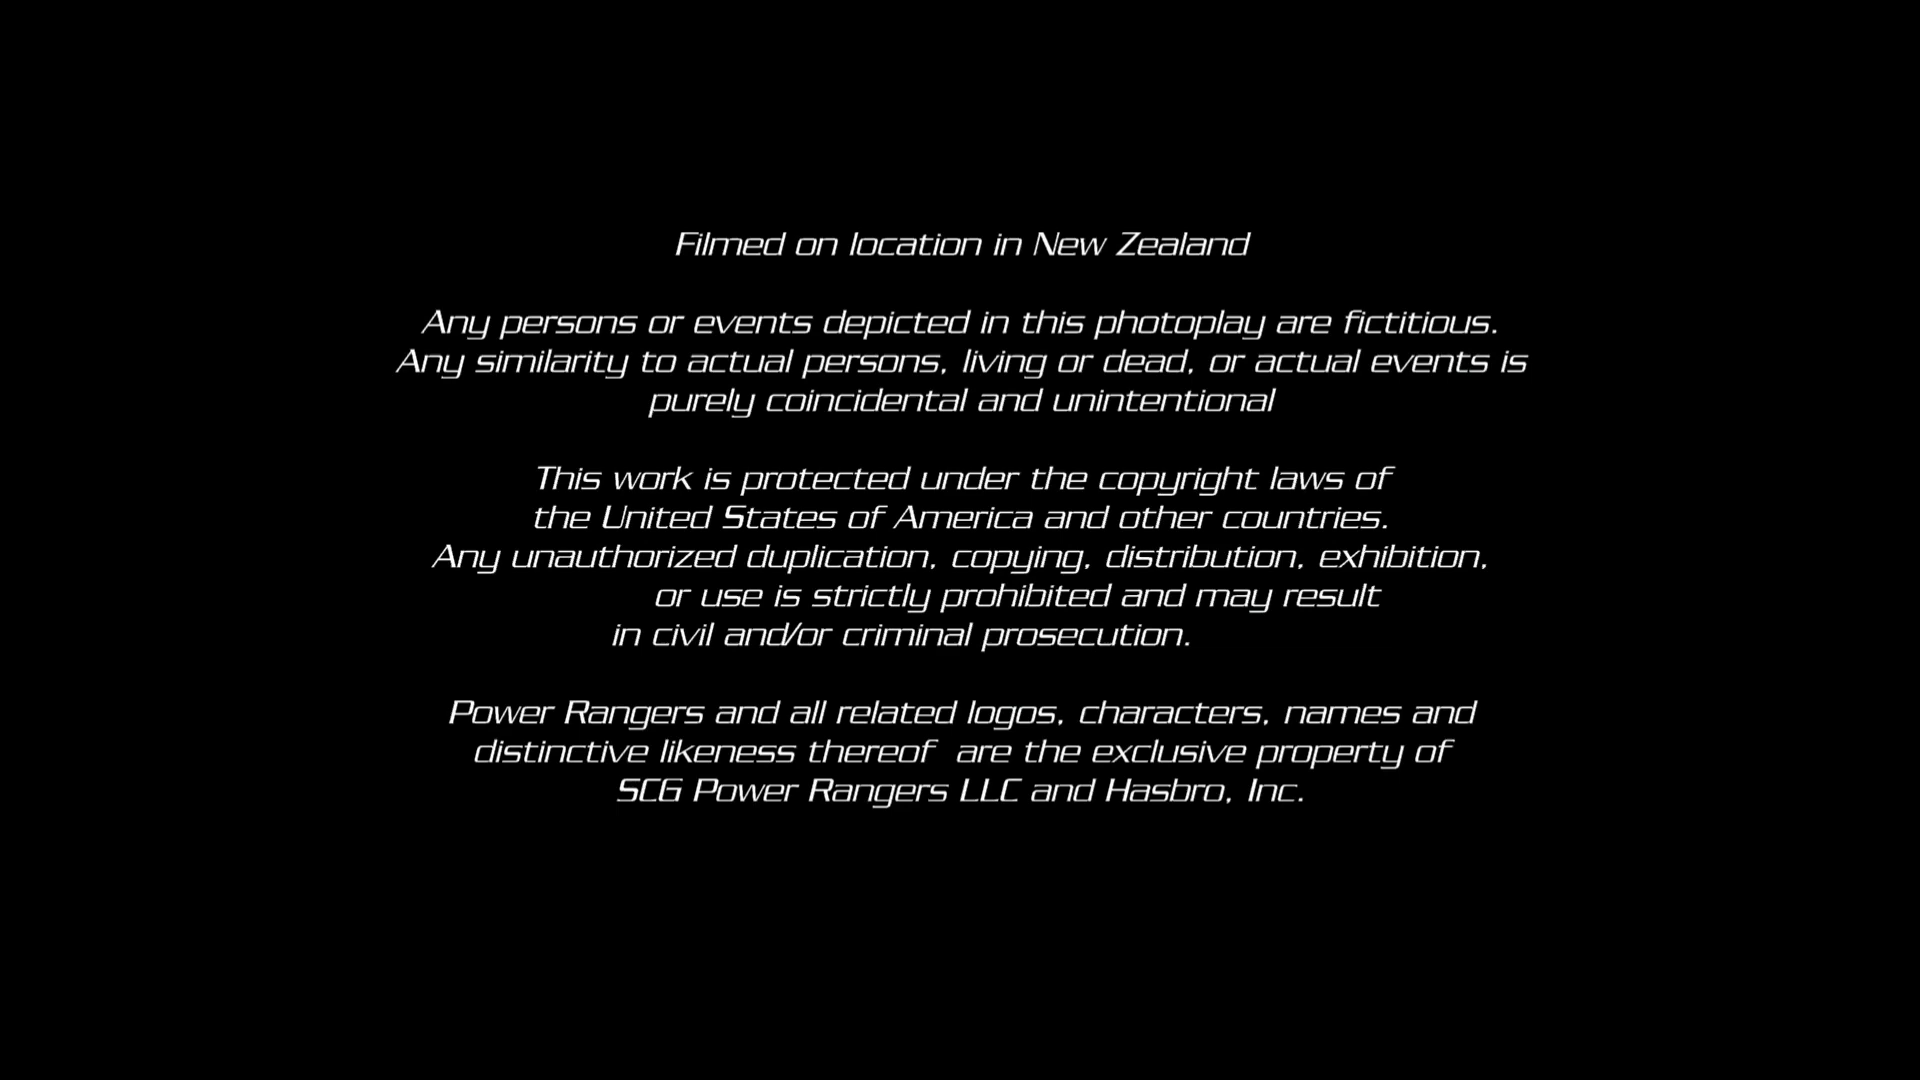 Filmed on location in New Zealand
Any persons or events depicted in this photoplay are fictitious.
Any similarity to actual persons, living or dead, or actual events is
purely coincidental and unintentional
This work is protected under the copyright laws of
the United States of America and other countries.
Any unauthorized duplication, copying, distribution, exhibition,
or use is strictly prohibited and may result
in civil and/or criminal prosecution.
Power Rangers and all related logos, characters, names and
distinctive likeness thereof  are the exclusive property of
SCG Power Rangers LLC and Hasbro, Inc.